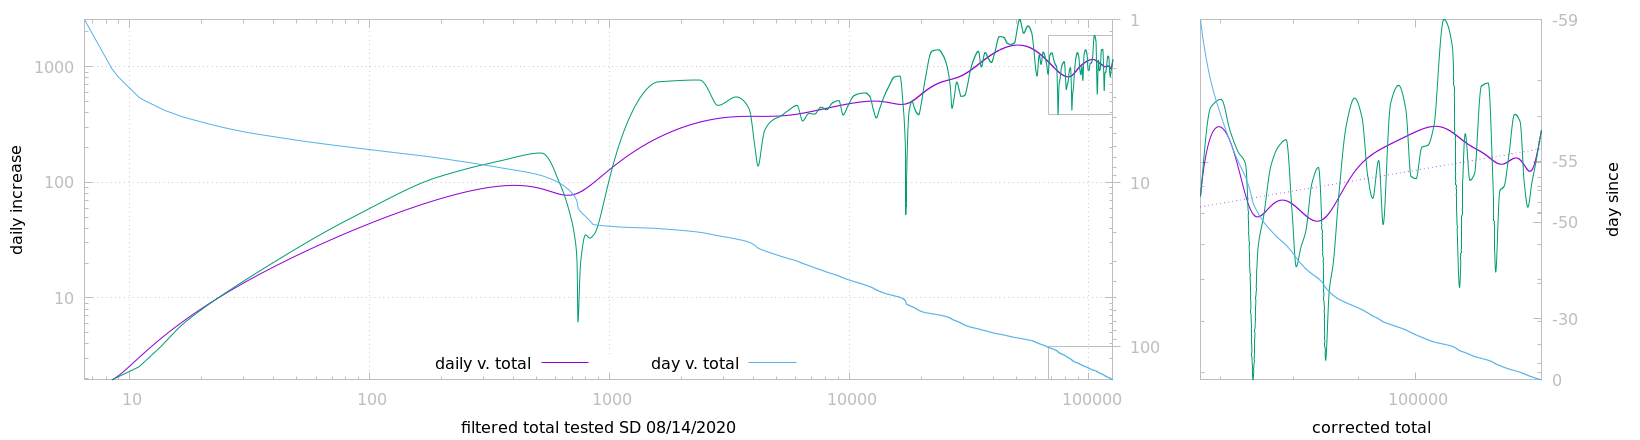 1000
100
10
daily increase
10
100
1000
10000
100000
1
10
100
daily v. total
day v. total
filtered total tested SD 08/14/2020
-59
-55
-50
-30
0
day since
100000
corrected total